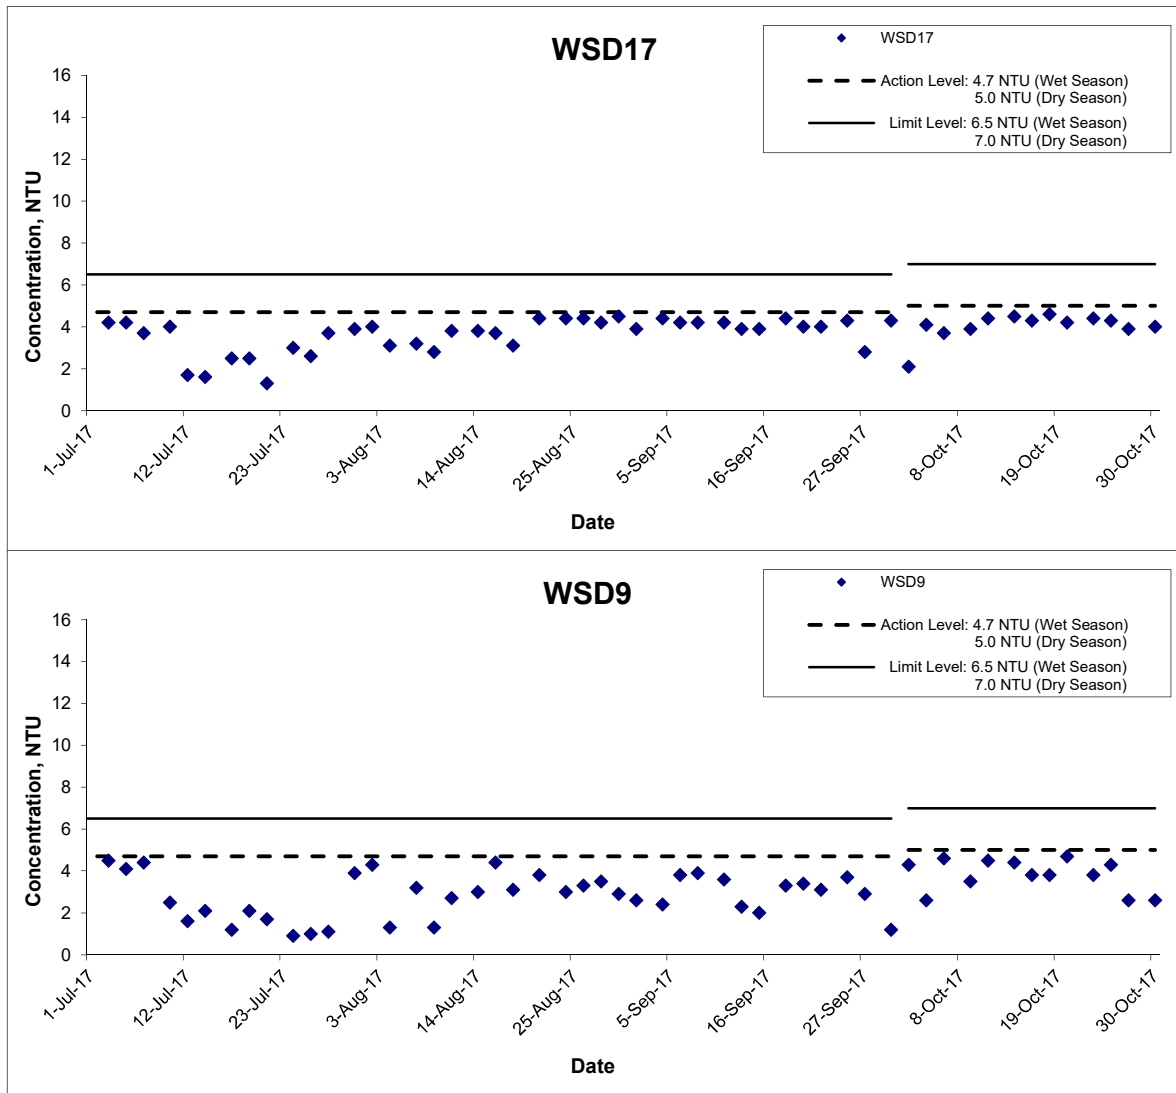 WSD17
WSD17
Action Level: 4.7 NTU (Wet Season)
5.0 NTU (Dry Season)
Limit Level: 6.5 NTU (Wet Season)
7.0 NTU (Dry Season)
Concentration, NTU
16
14
12
10
8
6
4
2
0
1-Jul-17
12-Jul-17
23-Jul-17
3-Aug-17
14-Aug-17
25-Aug-17
5-Sep-17
16-Sep-17
27-Sep-17
8-Oct-17
19-Oct-17
30-Oct-17
Date
WSD9
WSD9
Action Level: 4.7 NTU (Wet Season)
5.0 NTU (Dry Season)
Limit Level: 6.5 NTU (Wet Season)
7.0 NTU (Dry Season)
Concentration, NTU
16
14
12
10
8
6
4
2
0
1-Jul-17
12-Jul-17
23-Jul-17
3-Aug-17
14-Aug-17
25-Aug-17
5-Sep-17
16-Sep-17
27-Sep-17
8-Oct-17
19-Oct-17
30-Oct-17
Date